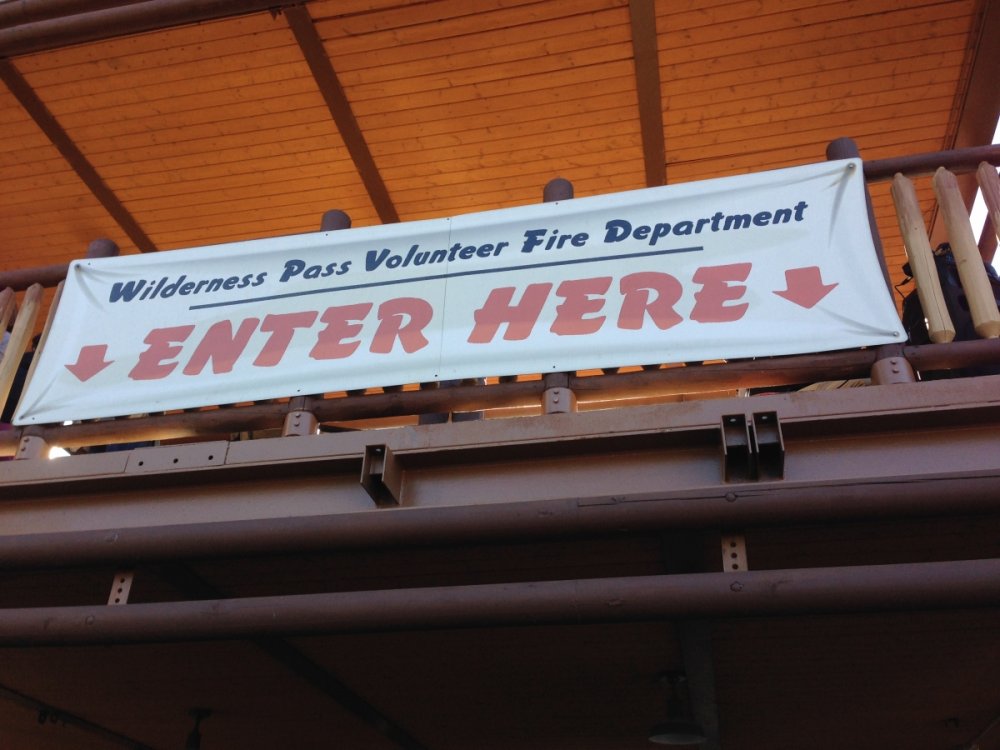 Wilderness Pass Volunteer Fire Department
ENTER HERE